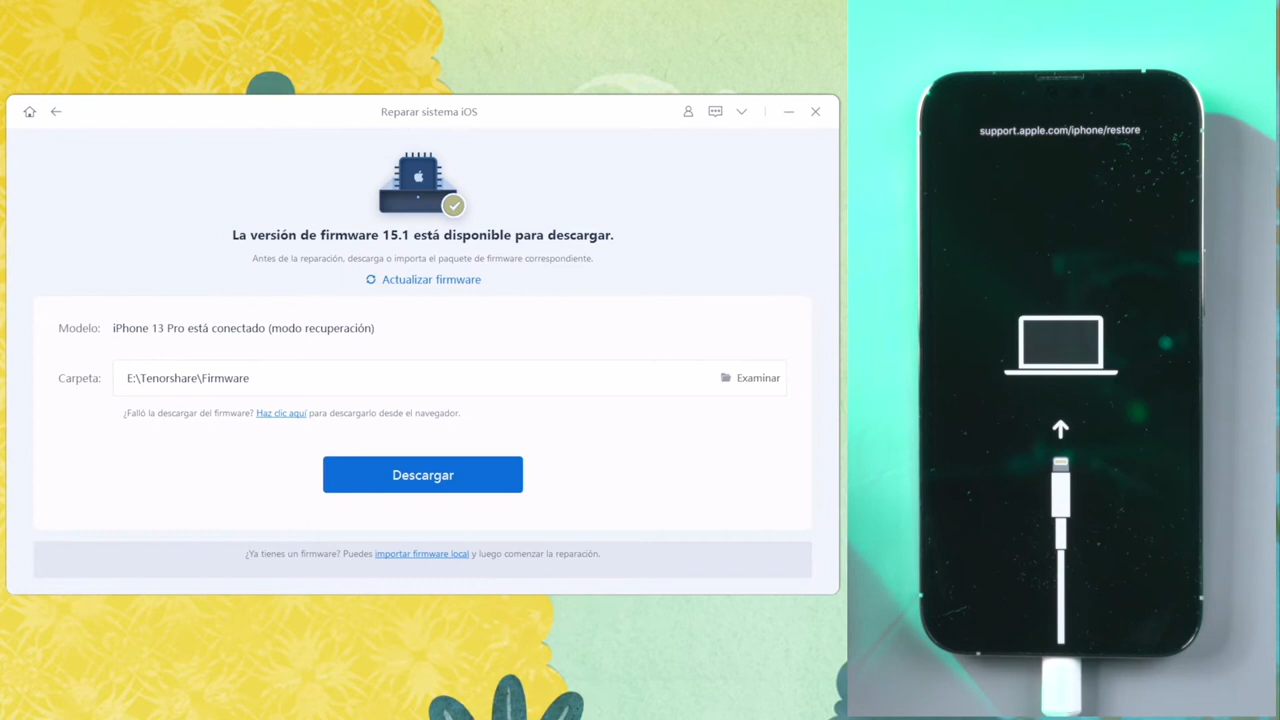 Reparar sistema iOS
La versión de firmware 15.1 está disponible para descargar.
Antes de la reparación, descarga o importa el paquete de firmware correspondiente.
Actualizar firmware
Modelo: iPhone 13 Pro está conectado (modo recuperación)
Carpeta: E:\Tenorshare\Firmware Examinar
¿Falló la descargar del firmware? Haz clic aquí para descargarlo desde el navegador.
Descargar
¿Ya tienes un firmware? Puedes importar firmware local y luego comenzar la reparación.
support.apple.com/iphone/restore